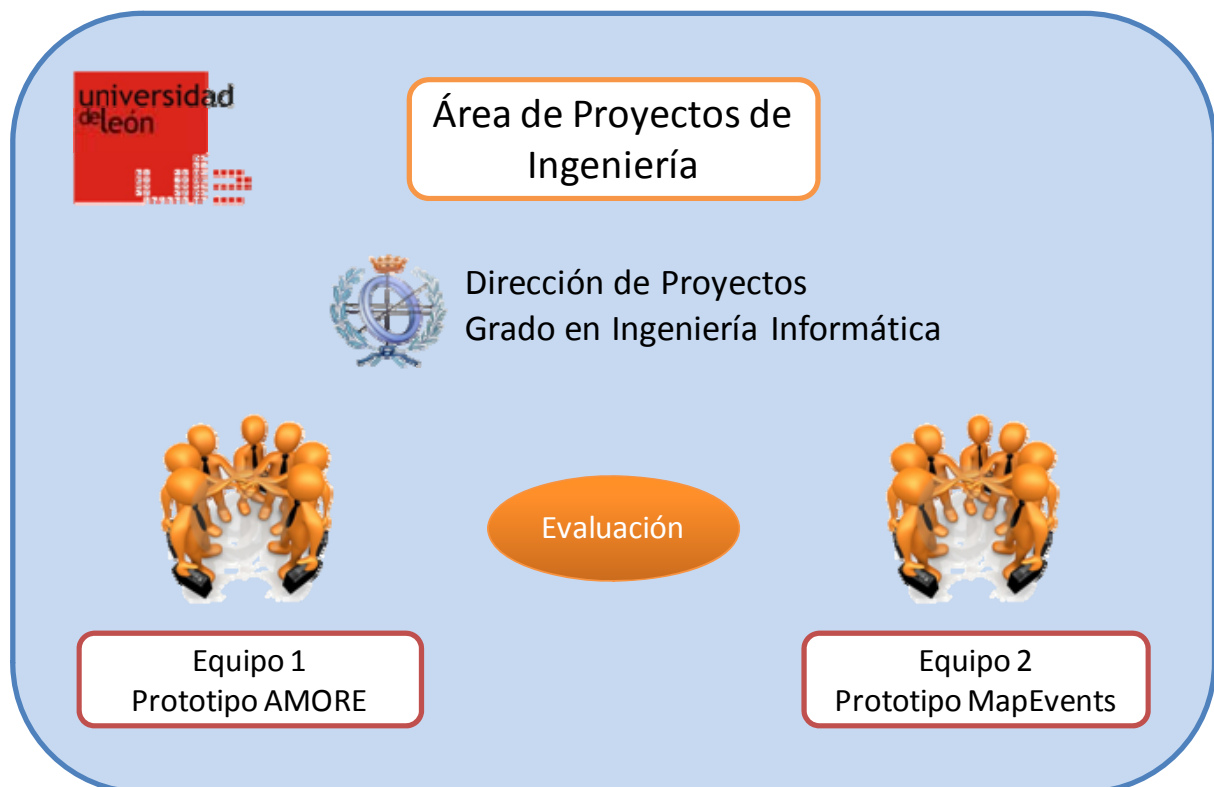 universidad
de león
Área de Proyectos de
Ingeniería
Dirección de Proyectos
Grado en Ingeniería Informática
Evaluación
Equipo 1
Prototipo AMORE
Equipo 2
Prototipo MapEvents